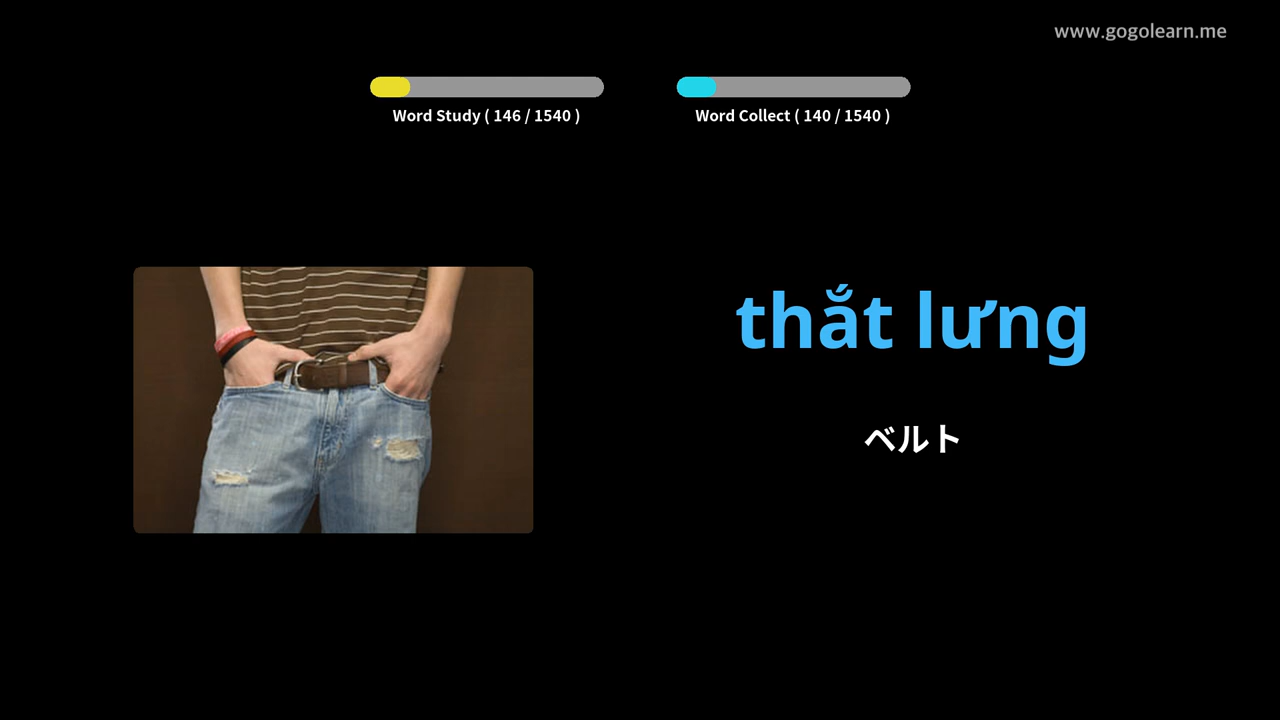 www.gogolearn.me
Word Study ( 146 / 1540 )
Word Collect ( 140 / 1540 )
thắt lưng
ベルト